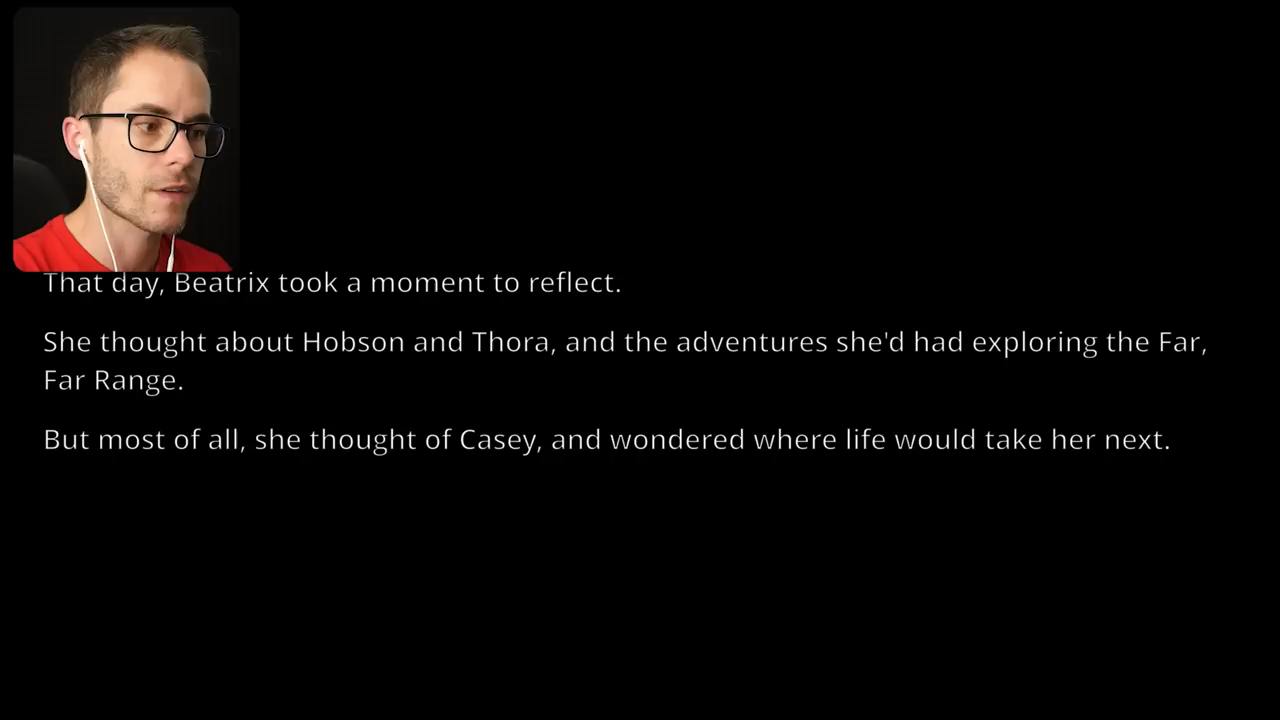 That day, Beatrix took a moment to reflect.
She thought about Hobson and Thora, and the adventures she'd had exploring the Far,
Far Range.
But most of all, she thought of Casey, and wondered where life would take her next.